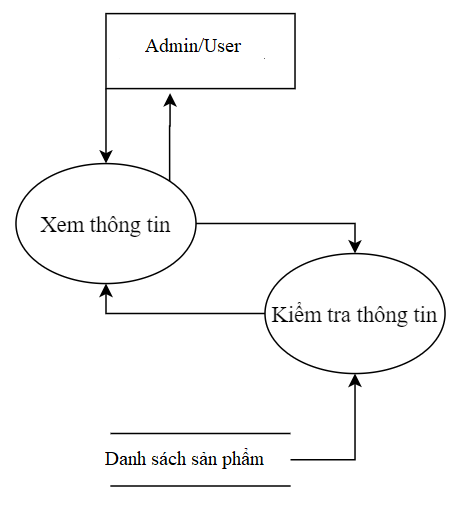 Admin/User
Xem thông tin
Kiểm tra thông tin
Danh sách sản phẩm